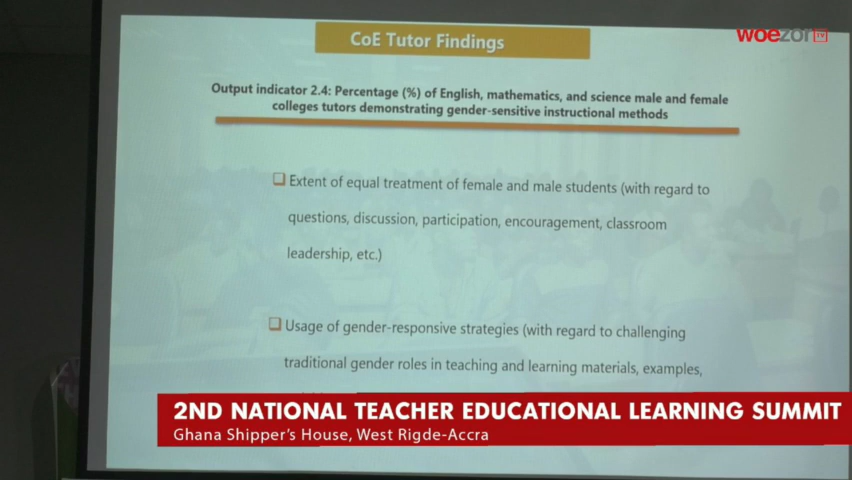 woezor TV
CoE Tutor Findings
Output indicator 2.4: Percentage (%) of English, mathematics, and science male and female
colleges tutors demonstrating gender-sensitive instructional methods
Extent of equal treatment of female and male students (with regard to
questions, discussion, participation, encouragement, classroom
leadership, etc.)
Usage of gender-responsive strategies (with regard to challenging
traditional gender roles in teaching and learning materials, examples,
2ND NATIONAL TEACHER EDUCATIONAL LEARNING SUMMIT
Ghana Shipper's House, West Rigde-Accra